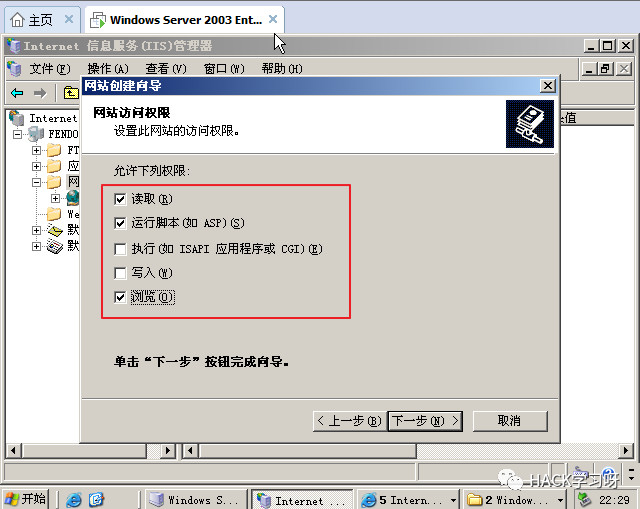 主页
Windows Server 2003 Ent...
Internet 信息服务(IIS)管理器
文件(F) 操作(A) 查看(V) 窗口(W) 帮助(H)
网站创建向导
网站访问权限
设置此网站的访问权限。
Internet
FENDO
FT
应
网
We
默
默
值
允许下列权限:
读取(R)
运行脚本(如 ASP)(S)
执行(如 ISAPI 应用程序或 CGI)(E)
写入(W)
浏览(O)
单击“下一步”按钮完成向导。
< 上一步(B) 下一步(N) > 取消
HACK学习呀
开始 Windows S... Internet ... 5 Intern... 2 Window... 22:29